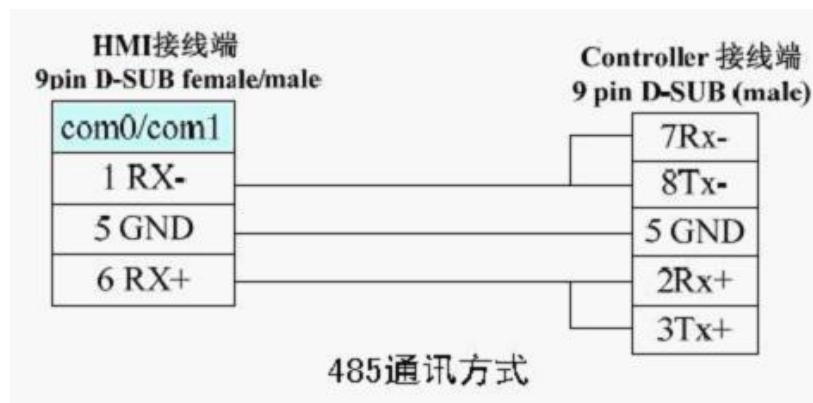 HMI接线端
9pin D-SUB female/male
com0/com1
1 RX-
5 GND
6 RX+
Controller 接线端
9 pin D-SUB (male)
7Rx-
8Tx-
5 GND
2Rx+
3Tx+
485通讯方式